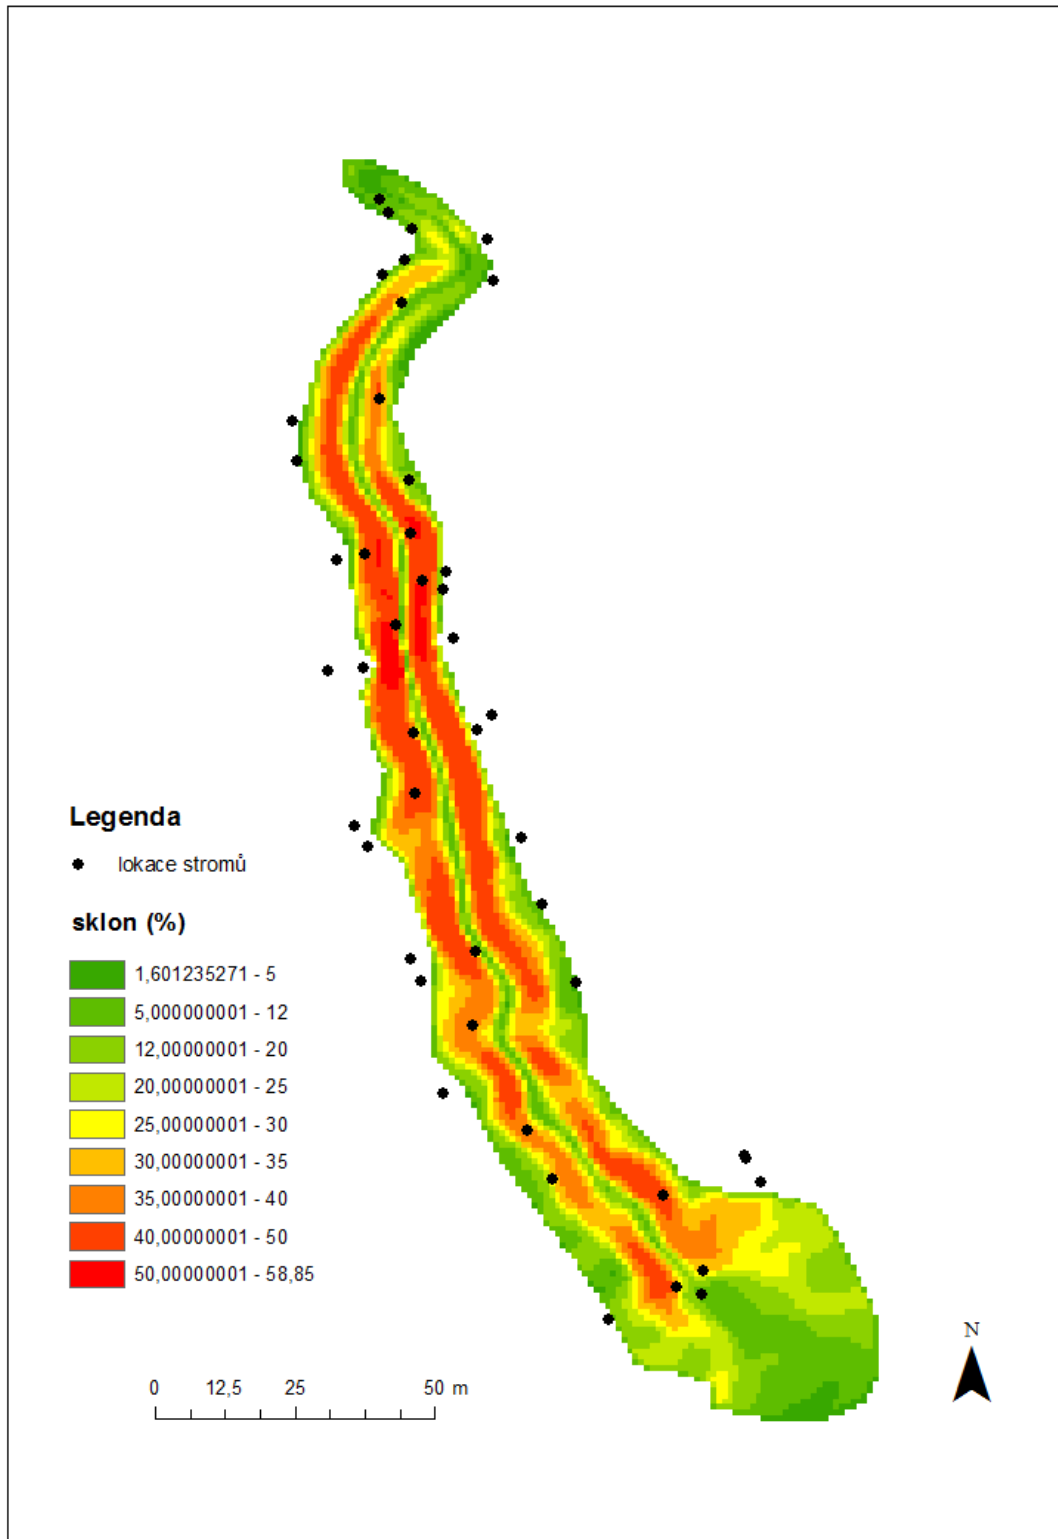 Legenda
lokace stromů
sklon (%)
1,601235271 - 5
5,000000001 - 12
12,00000001 - 20
20,00000001 - 25
25,00000001 - 30
30,00000001 - 35
35,00000001 - 40
40,00000001 - 50
50,00000001 - 58,85
0 12,5 25 50 m
N